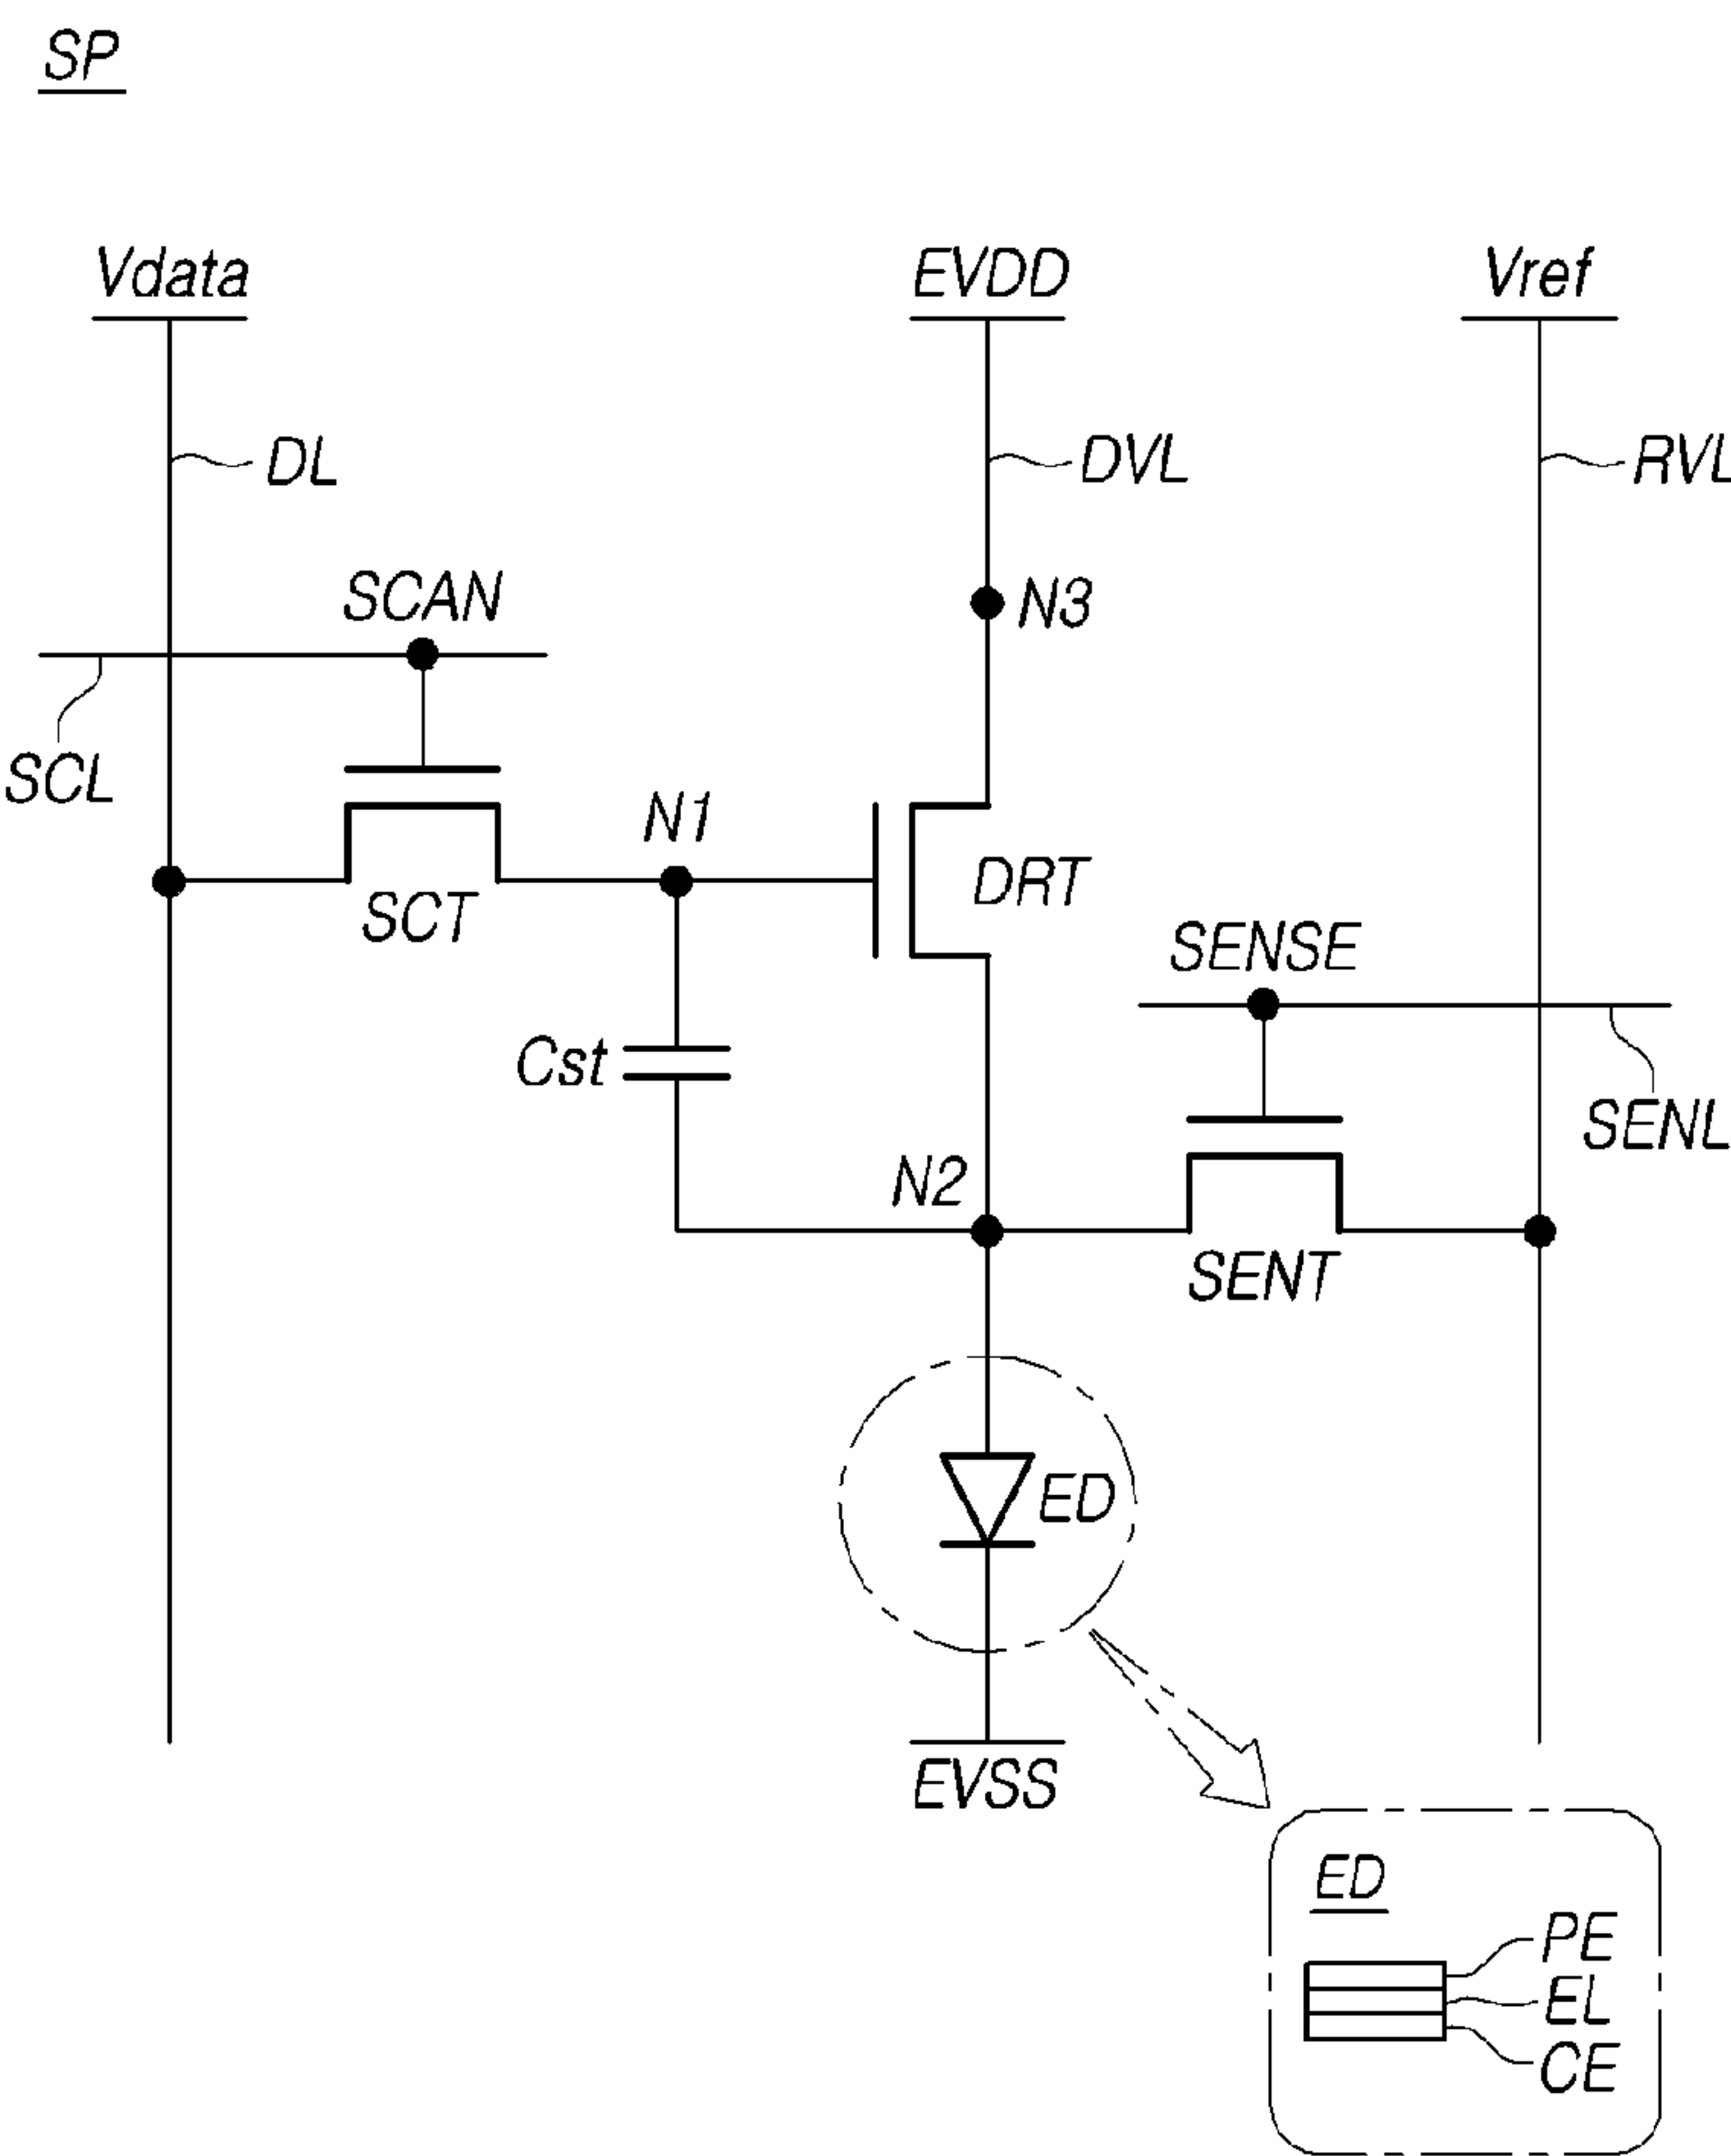 SP
Vdata EVDD Vref
DL DVL RVL
SCAN N3
SCL N1
SCT DRT
SENSE
Cst
SENL
N2
SENT
ED
EVSS
ED
PE
EL
CE